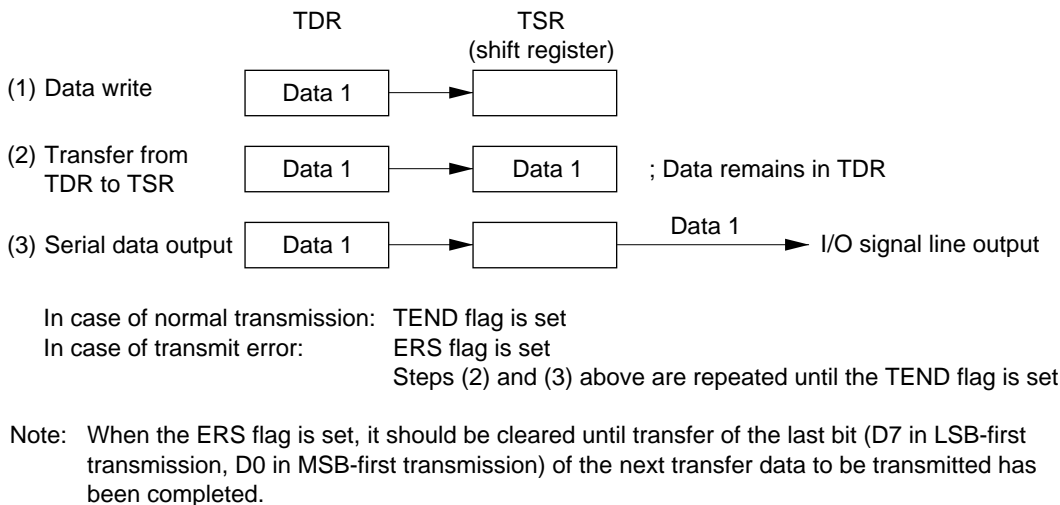 TDR
TSR
(shift register)
(1) Data write
Data 1
(2) Transfer from
TDR to TSR
Data 1
Data 1
; Data remains in TDR
(3) Serial data output
Data 1
Data 1
I/O signal line output
In case of normal transmission: TEND flag is set
In case of transmit error: ERS flag is set
Steps (2) and (3) above are repeated until the TEND flag is set
Note: When the ERS flag is set, it should be cleared until transfer of the last bit (D7 in LSB-first
transmission, D0 in MSB-first transmission) of the next transfer data to be transmitted has
been completed.